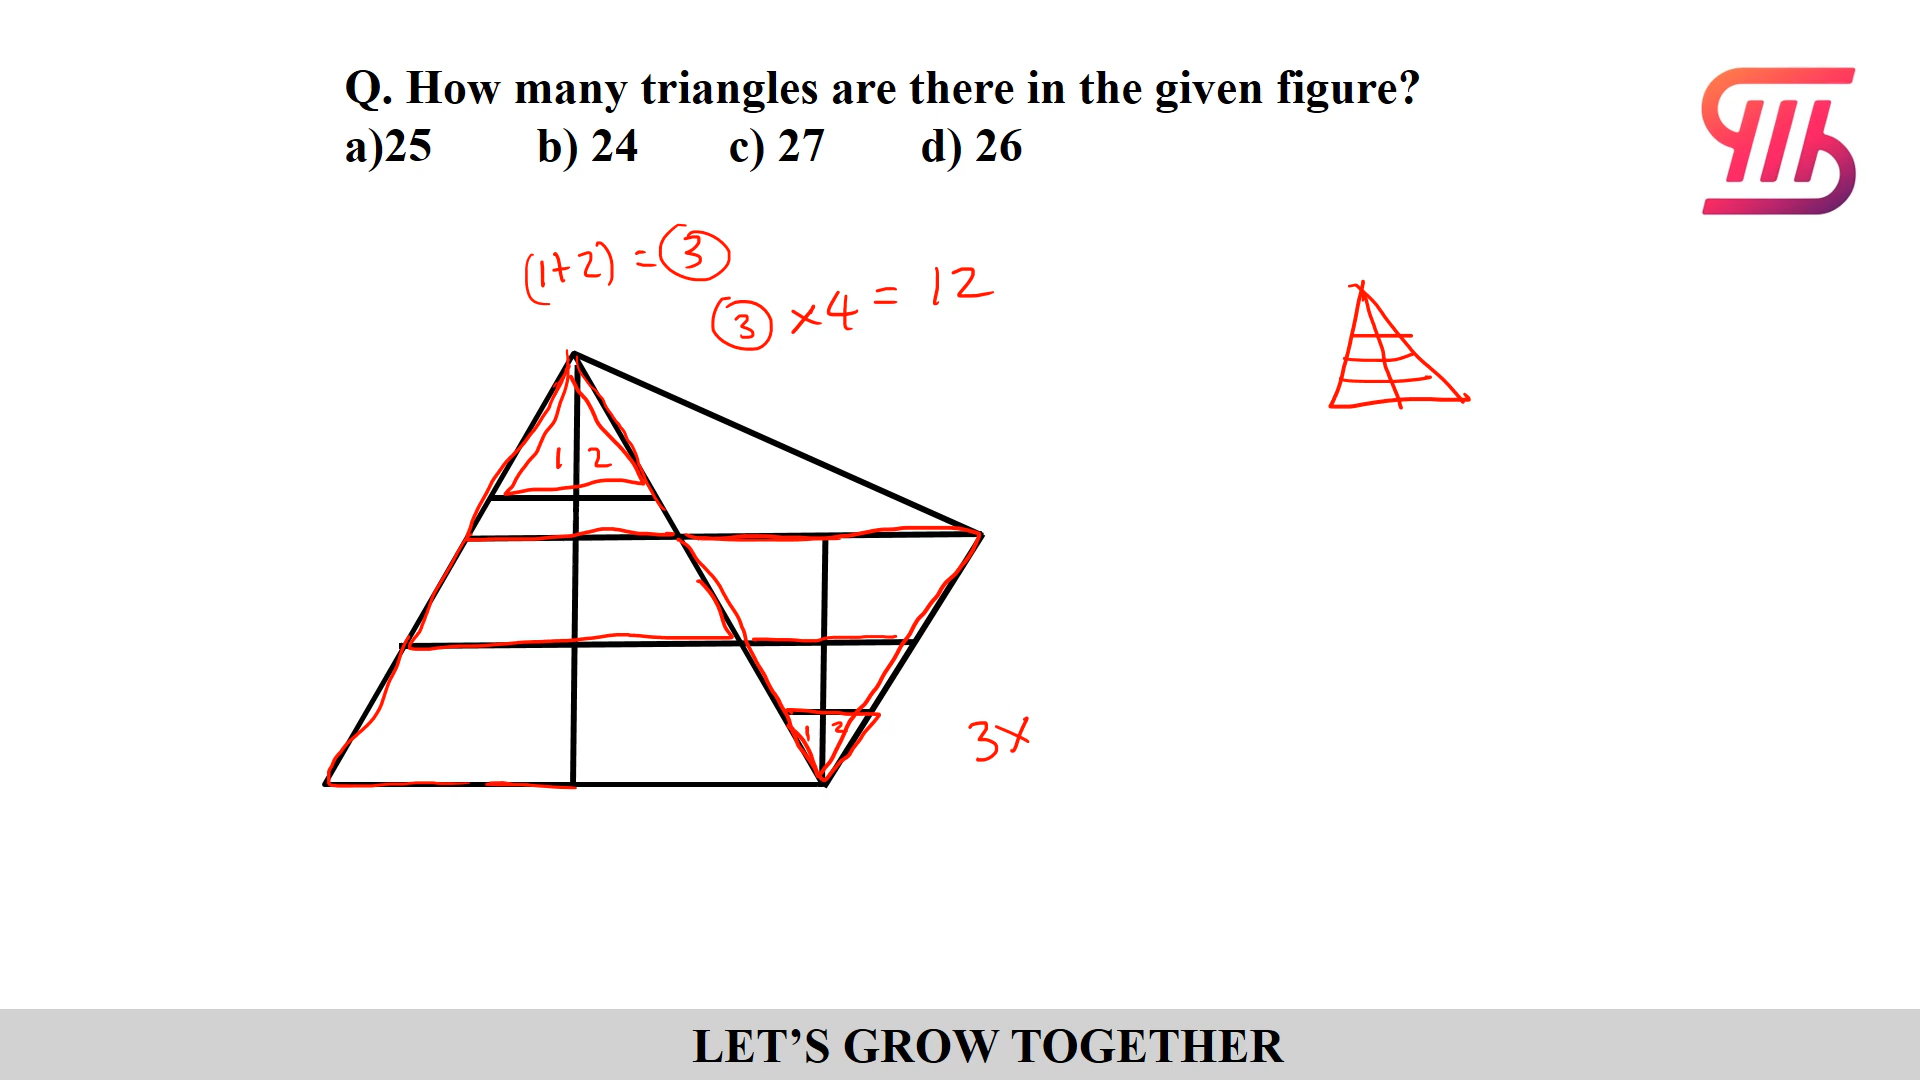 Q. How many triangles are there in the given figure?
a)25 b) 24 c) 27 d) 26
(1+2) = 3
3 ×4 = 12
1 2
1 2
3×
LET’S GROW TOGETHER